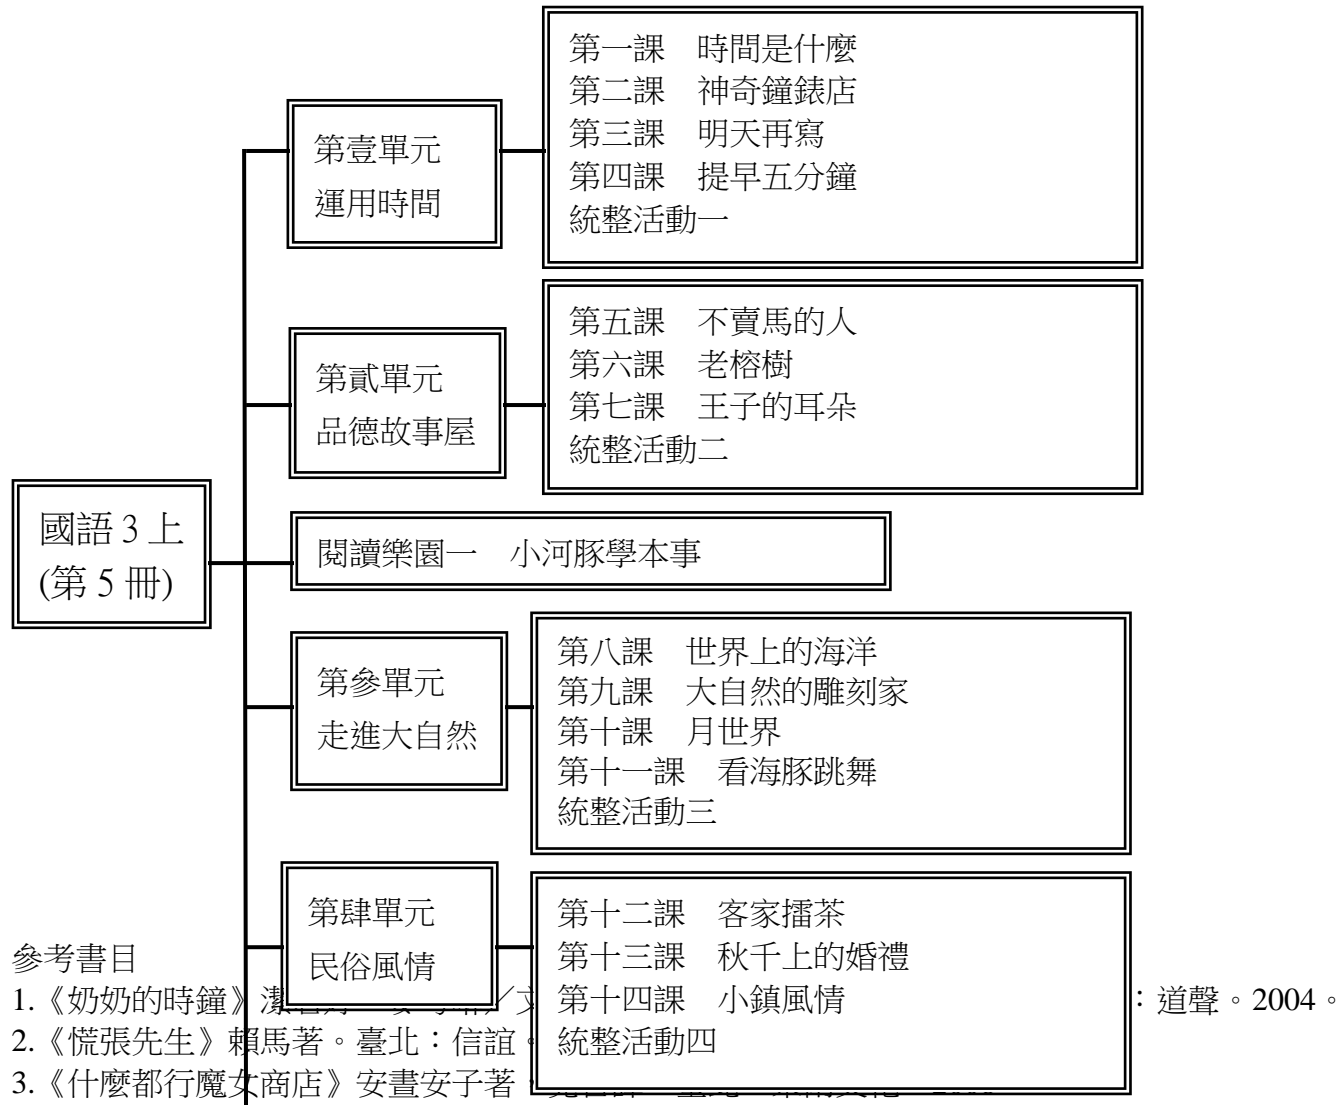 國語 3 上
(第 5 冊)
第壹單元
運用時間
第一課　時間是什麼
第二課　神奇鐘錶店
第三課　明天再寫
第四課　提早五分鐘
統整活動一
第貳單元
品德故事屋
第五課　不賣馬的人
第六課　老榕樹
第七課　王子的耳朵
統整活動二
閱讀樂園一　小河豚學本事
第參單元
走進大自然
第八課　世界上的海洋
第九課　大自然的雕刻家
第十課　月世界
第十一課　看海豚跳舞
統整活動三
第肆單元
民俗風情
第十二課　客家擂茶
第十三課　秋千上的婚禮
第十四課　小鎮風情
統整活動四
參考書目
1.《奶奶的時鐘》潔 ：道聲。2004。
2.《慌張先生》賴馬著。臺北：信誼。
3.《什麼都行魔女商店》安晝安子著